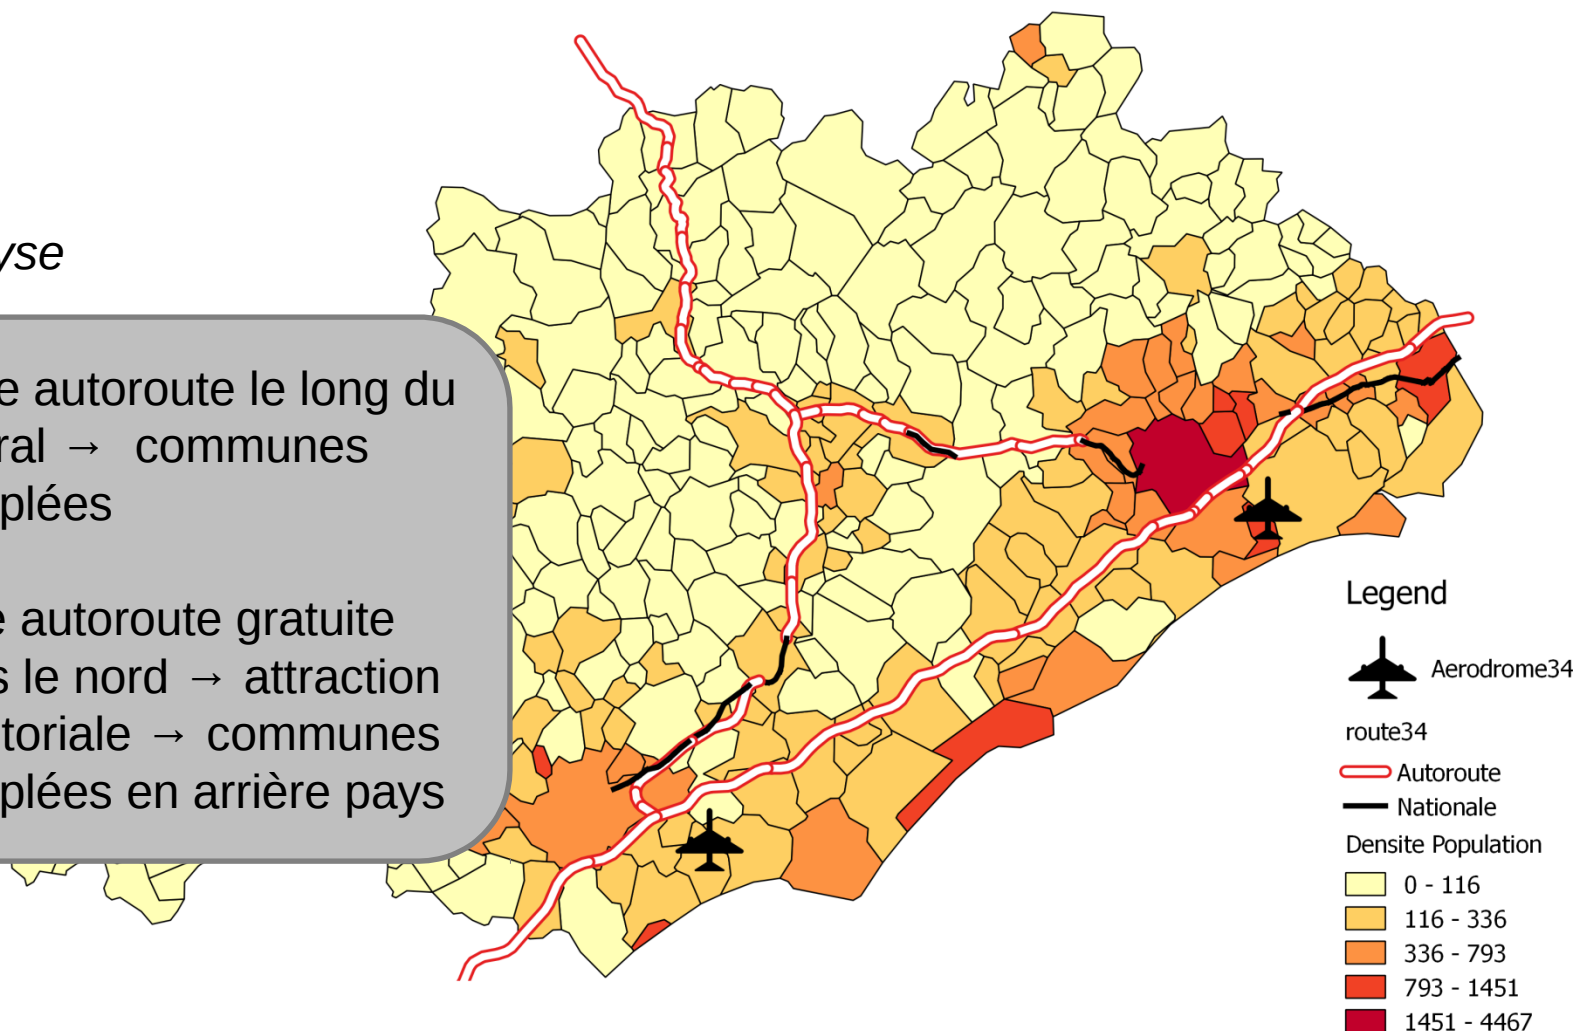 yse
e autoroute le long du
ral → communes
plées
e autoroute gratuite
s le nord → attraction
toriale → communes
plées en arrière pays
Legend
Aerodrome34
route34
Autoroute
Nationale
Densite Population
0 - 116
116 - 336
336 - 793
793 - 1451
1451 - 4467